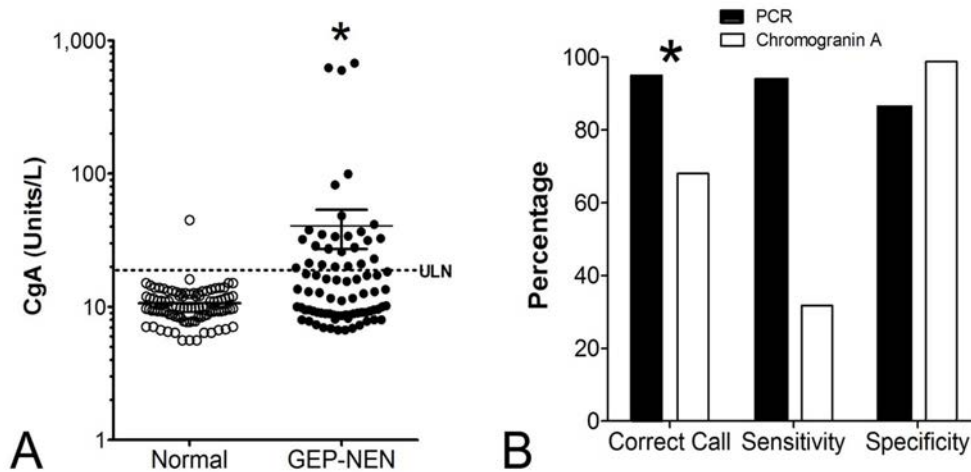 *
1,000
100
10
1
CgA (Units/L)
ULN
Normal GEP-NEN
A
PCR
Chromogranin A
*
100
80
60
40
20
0
Percentage
Correct Call Sensitivity Specificity
B